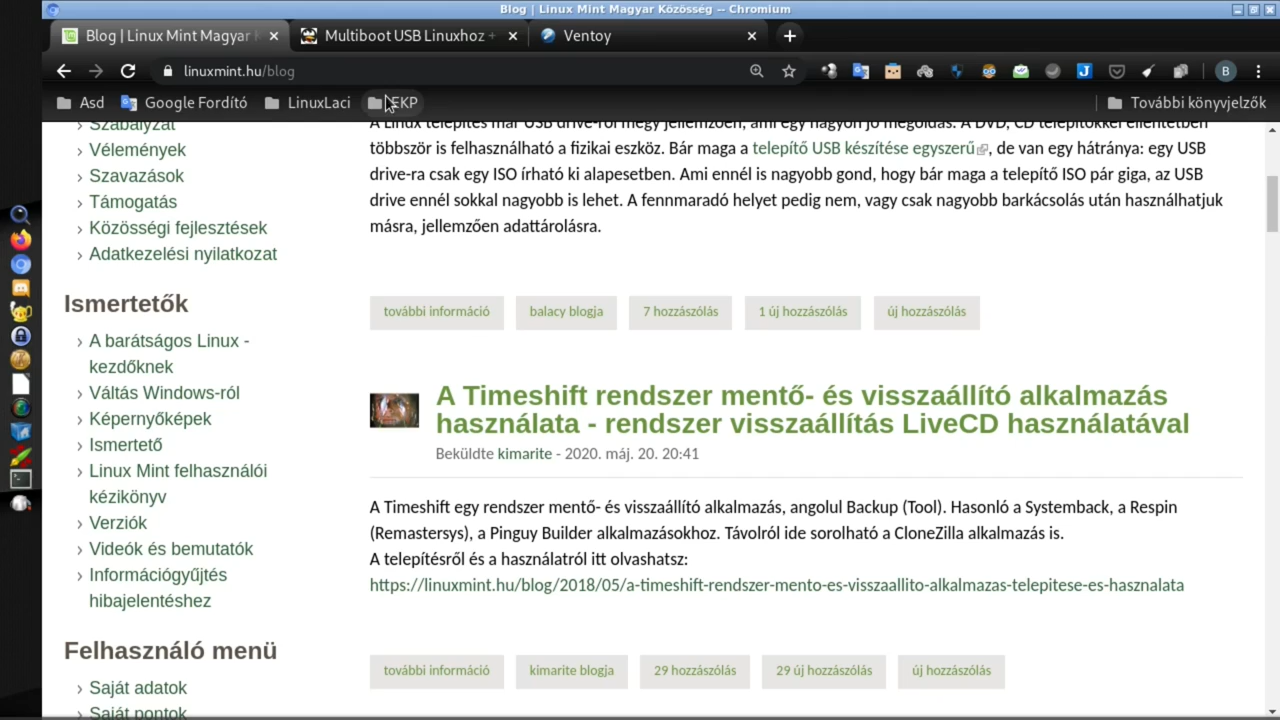 Blog | Linux Mint Magyar Közösség -- Chromium
Blog | Linux Mint Magyar K
Multiboot USB Linuxhoz +
Ventoy
linuxmint.hu/blog
B
Asd
Google Fordító
LinuxLaci
EKP
További könyvjelzők
Szabályzat
Vélemények
Szavazások
Támogatás
Közösségi fejlesztések
Adatkezelési nyilatkozat
Ismertetők
A barátságos Linux -
kezdőknek
Váltás Windows-ról
Képernyőképek
Ismertető
Linux Mint felhasználói
kézikönyv
Verziók
Videók és bemutatók
Információgyűjtés
hibajelentéshez
Felhasználó menü
Saját adatok
Saját pontok
A Linux telepítés már USB drive-ról megy jellemzően, ami egy nagyon jó megoldás. A DVD, CD telepítőkkel ellentétben
többször is felhasználható a fizikai eszköz. Bár maga a telepítő USB készítése egyszerű, de van egy hátránya: egy USB
drive-ra csak egy ISO írható ki alapesetben. Ami ennél is nagyobb gond, hogy bár maga a telepítő ISO pár giga, az USB
drive ennél sokkal nagyobb is lehet. A fennmaradó helyet pedig nem, vagy csak nagyobb barkácsolás után használhatjuk
másra, jellemzően adattárolásra.
további információ
balacy blogja
7 hozzászólás
1 új hozzászólás
új hozzászólás
A Timeshift rendszer mentő- és visszaállító alkalmazás
használata - rendszer visszaállítás LiveCD használatával
Beküldte kimarite - 2020. máj. 20. 20:41
A Timeshift egy rendszer mentő- és visszaállító alkalmazás, angolul Backup (Tool). Hasonló a Systemback, a Respin
(Remastersys), a Pinguy Builder alkalmazásokhoz. Távolról ide sorolható a CloneZilla alkalmazás is.
A telepítésről és a használatról itt olvashatsz:
https://linuxmint.hu/blog/2018/05/a-timeshift-rendszer-mento-es-visszaallito-alkalmazas-telepitese-es-hasznalata
további információ
kimarite blogja
29 hozzászólás
29 új hozzászólás
új hozzászólás